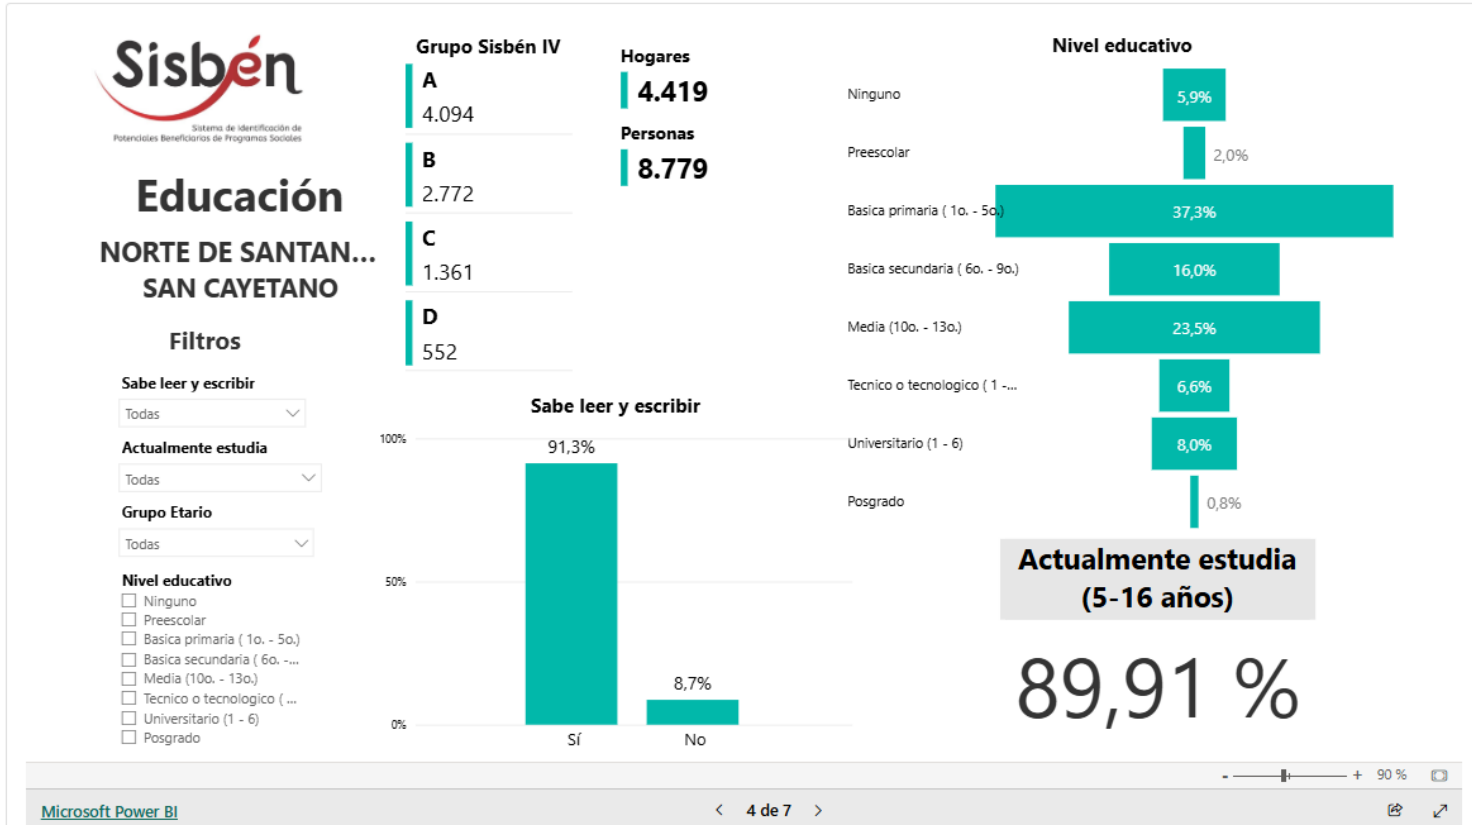 Sisbén
Sistema de Identificación de
Potenciales Beneficiarios de Programas Sociales
Educación
NORTE DE SANTAN...
SAN CAYETANO
Filtros
Sabe leer y escribir
Todas
Actualmente estudia
Todas
Grupo Etario
Todas
Nivel educativo
Ninguno
Preescolar
Basica primaria ( 1o. - 5o.)
Basica secundaria ( 6o. -...
Media (10o. - 13o.)
Tecnico o tecnologico ( ...
Universitario (1 - 6)
Posgrado
Grupo Sisbén IV
A
4.094
B
2.772
C
1.361
D
552
Hogares
4.419
Personas
8.779
Sabe leer y escribir
100%
50%
0%
91,3%
8,7%
Sí
No
Nivel educativo
Ninguno 5,9%
Preescolar 2,0%
Basica primaria ( 1o. - 5o.) 37,3%
Basica secundaria ( 6o. - 9o.) 16,0%
Media (10o. - 13o.) 23,5%
Tecnico o tecnologico ( 1 -... 6,6%
Universitario (1 - 6) 8,0%
Posgrado 0,8%
Actualmente estudia
(5-16 años)
89,91 %
- + 90 %
Microsoft Power BI
< 4 de 7 >